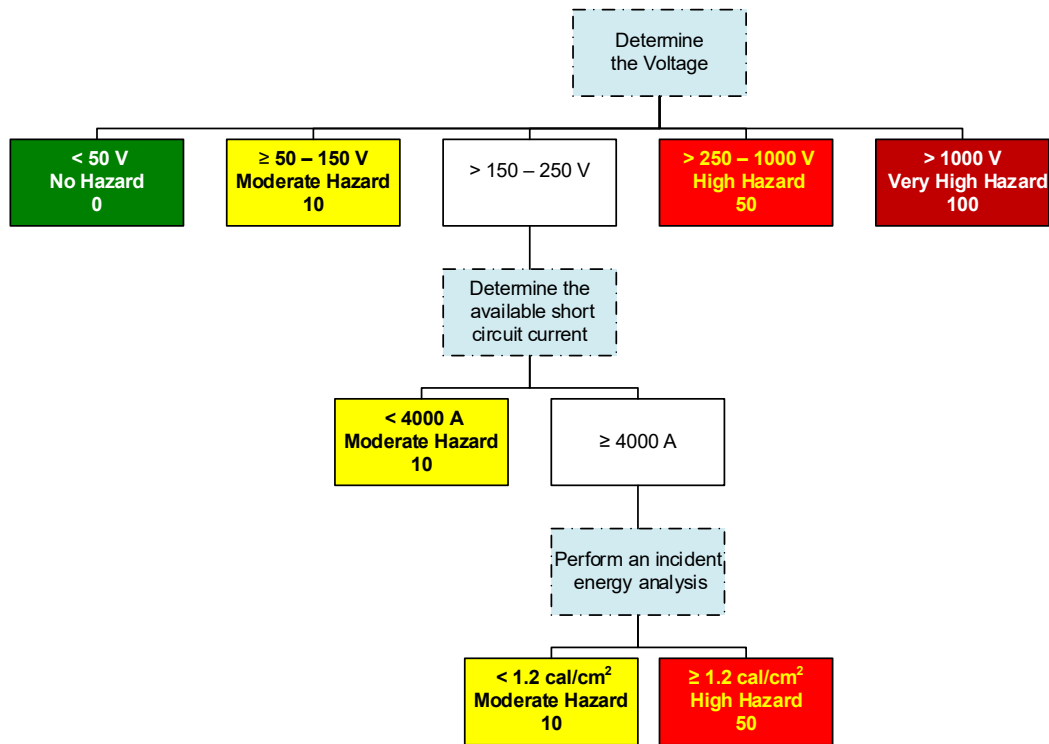 Determine
the Voltage
< 50 V
No Hazard
0
≥ 50 – 150 V
Moderate Hazard
10
> 150 – 250 V
> 250 – 1000 V
High Hazard
50
> 1000 V
Very High Hazard
100
Determine the
available short
circuit current
< 4000 A
Moderate Hazard
10
≥ 4000 A
Perform an incident
energy analysis
< 1.2 cal/cm²
Moderate Hazard
10
≥ 1.2 cal/cm²
High Hazard
50